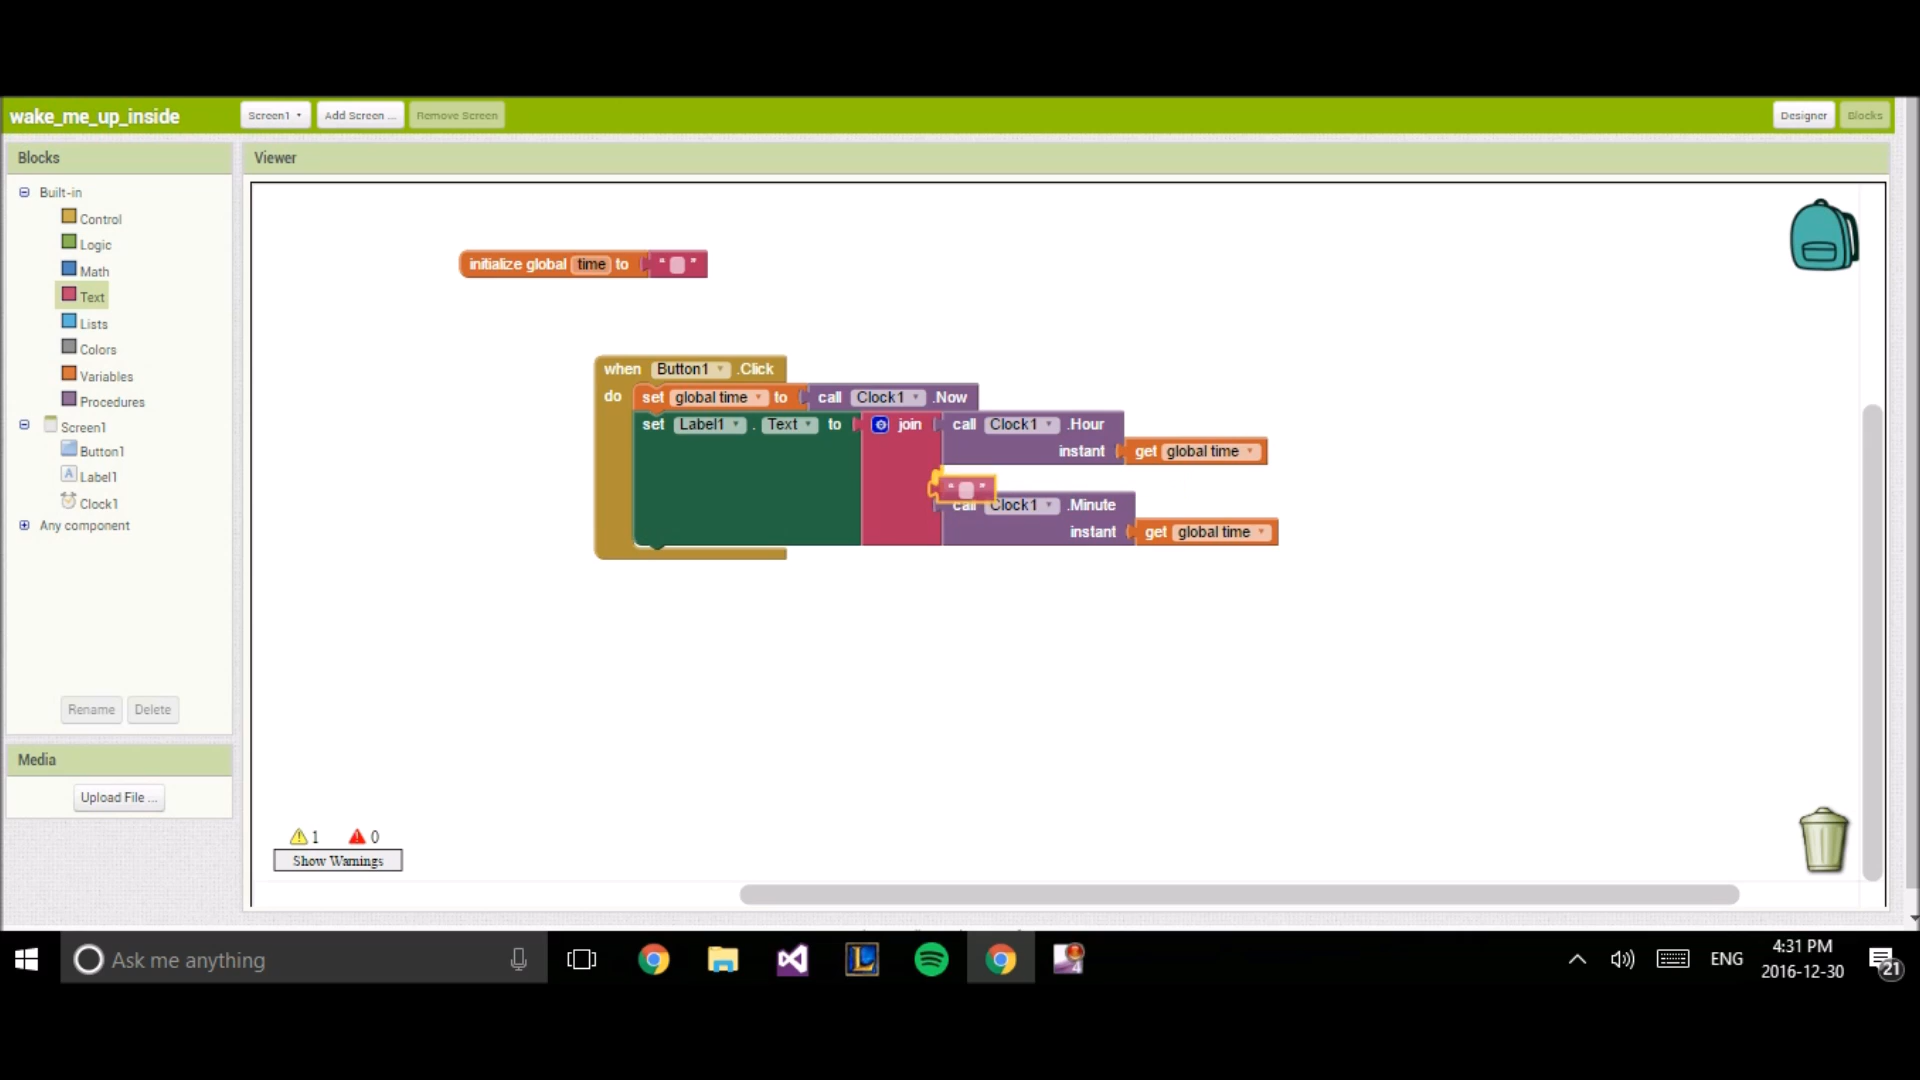 wake_me_up_inside
Screen1
Add Screen ...
Remove Screen
Designer
Blocks
Blocks
Viewer
Built-in
Control
Logic
Math
Text
Lists
Colors
Variables
Procedures
Screen1
Button1
Label1
Clock1
Any component
Rename
Delete
Media
Upload File ...
initialize global time to " "
when Button1 .Click
do set global time to call Clock1 .Now
set Label1 . Text to join call Clock1 .Hour
instant get global time
" "
call Clock1 .Minute
instant get global time
1 0
Show Warnings
Ask me anything
L
4
ENG
4:31 PM
2016-12-30
21